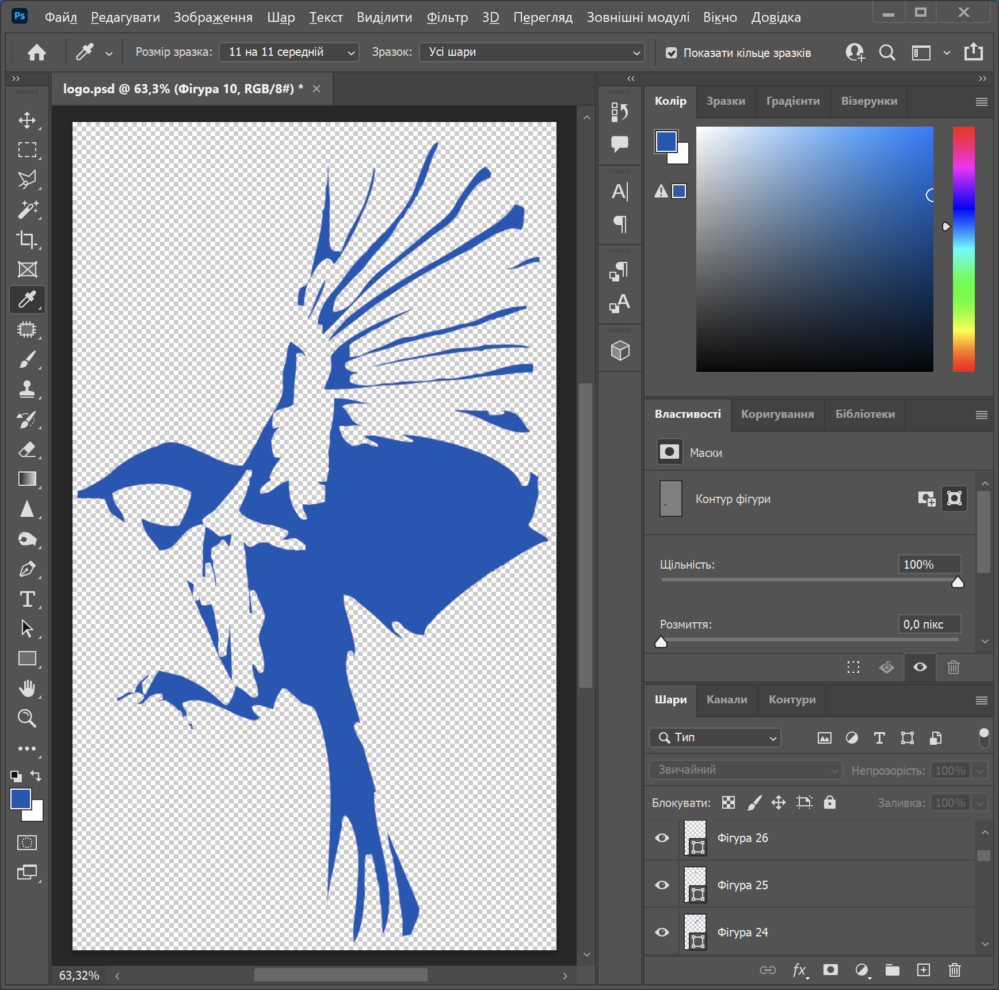 Ps Файл Редагувати Зображення Шар Текст Виділити Фільтр 3D Перегляд Зовнішні модулі Вікно Довідка
Розмір зразка: 11 на 11 середній Зразок: Усі шари Показати кільце зразків
logo.psd @ 63,3% (Фігура 10, RGB/8#) *
Колір Зразки Градієнти Візерунки
Властивості Коригування Бібліотеки
Маски
Контур фігури
Щільність: 100%
Розмиття: 0,0 пікс
Шари Канали Контури
Тип
Звичайний Непрозорість: 100%
Блокувати: Заливка: 100%
Фігура 26
Фігура 25
Фігура 24
63,32%
fx